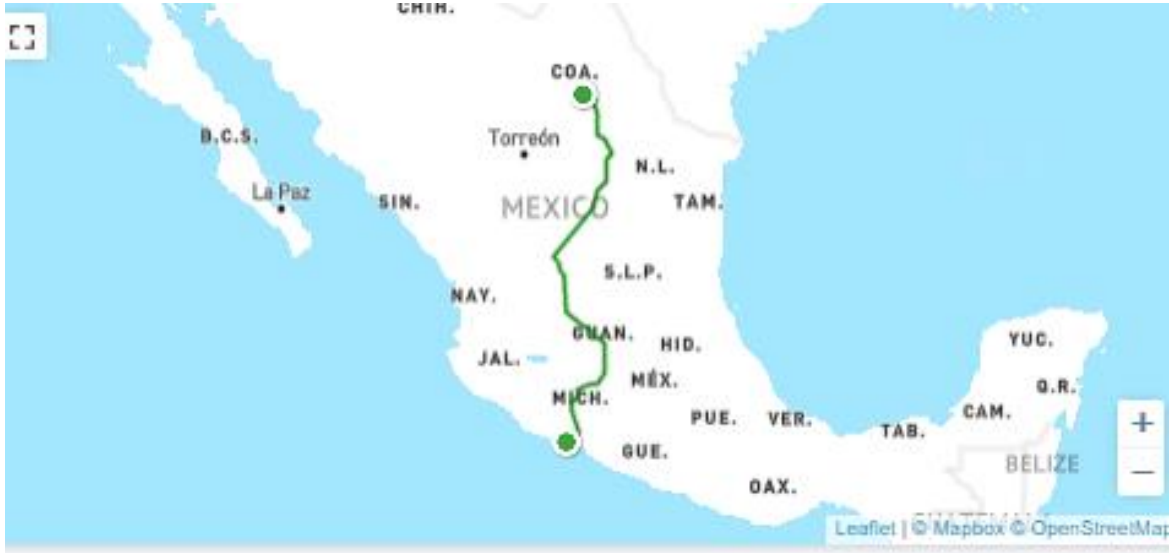 CHIH.
COA.
B.C.S.
Torreón
N.L.
La Paz
SIN.
MEXICO
TAM.
S.L.P.
NAY.
GUAN.
YUC.
HID.
JAL.
MÉX.
Q.R.
MICH.
CAM.
PUE.
VER.
TAB.
+
GUE.
BELIZE
−
OAX.
GUATEMALA
Leaflet | © Mapbox © OpenStreetMap